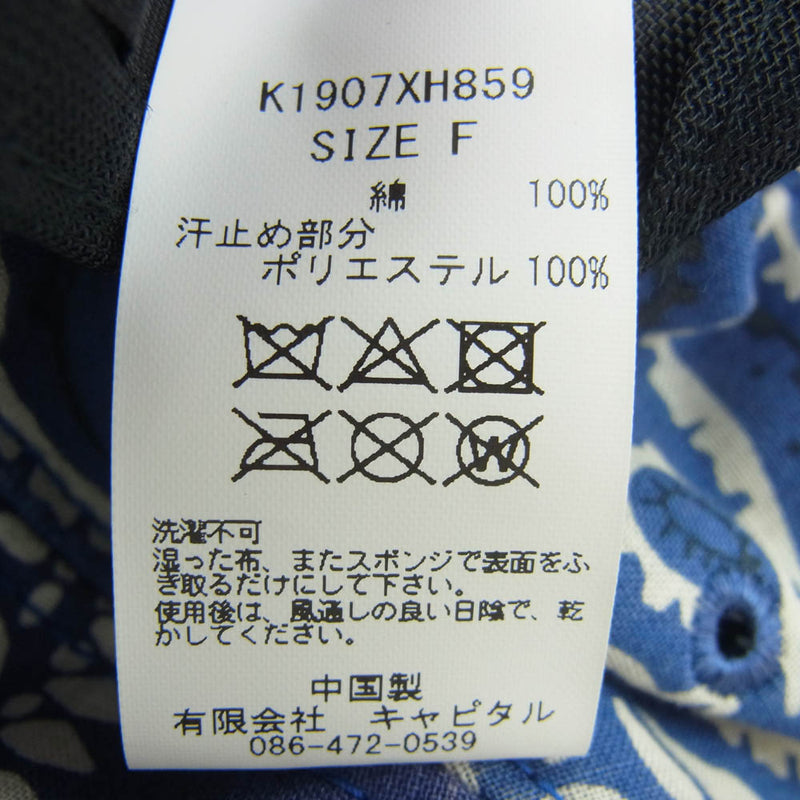 K1907XH859
SIZE F
綿 100%
汗止め部分
ポリエステル 100%
W
洗濯不可
湿った布、またスポンジで表面をふ
き取るだけにして下さい。
使用後は、風通しの良い日陰で、乾
かしてください。
中国製
有限会社 キャピタル
086-472-0539